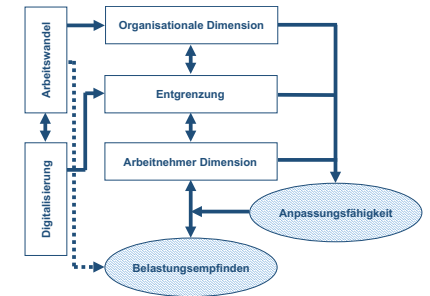 Arbeitswandel
Digitalisierung
Organisationale Dimension
Entgrenzung
Arbeitnehmer Dimension
Anpassungsfähigkeit
Belastungsempfinden